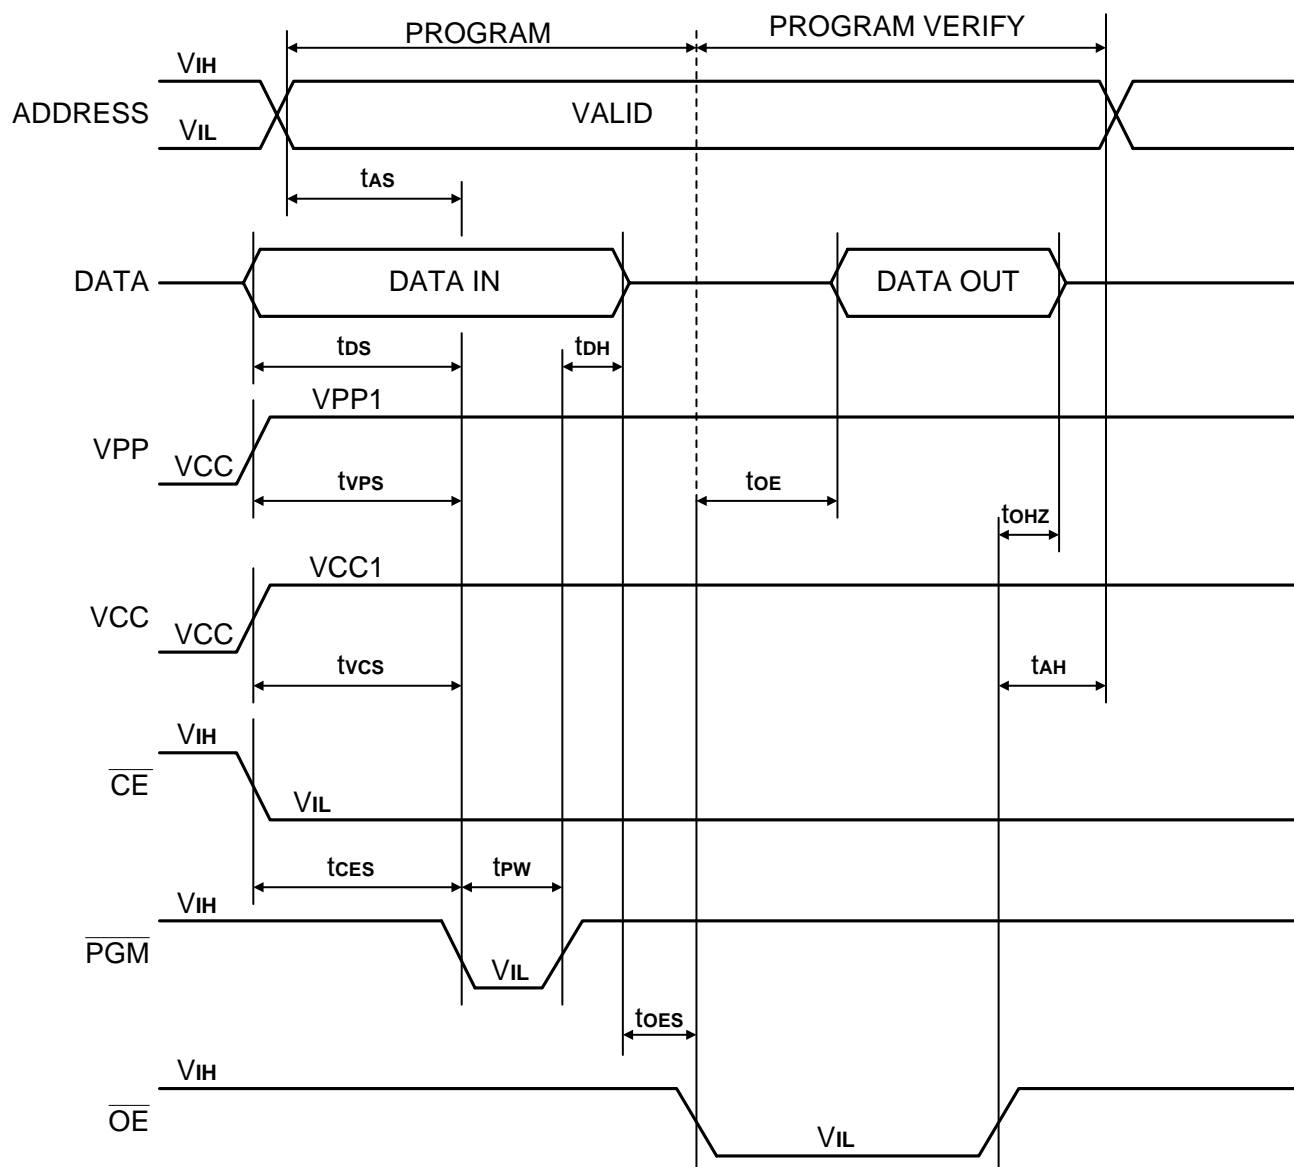 PROGRAM PROGRAM VERIFY
VIH
ADDRESS VALID
VIL
tAS
DATA DATA IN DATA OUT
tDS tDH
VPP1
VPP VCC
tVPS tOE
tOHZ
VCC1
VCC VCC
tVCS tAH
VIH
CE VIL
tCES tPW
VIH
PGM VIL
tOES
VIH
OE VIL